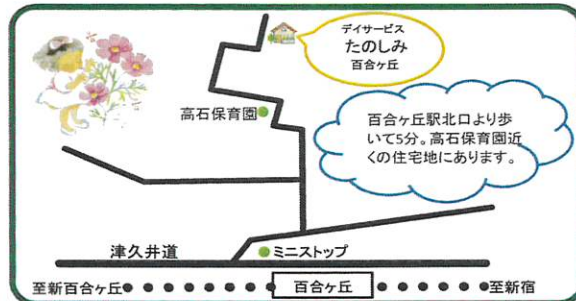 デイサービス
たのしみ
百合ヶ丘
高石保育園
百合ヶ丘駅北口より歩
いて5分。高石保育園近
くの住宅地にあります。
津久井道
ミニストップ
至新百合ヶ丘
百合ヶ丘
至新宿